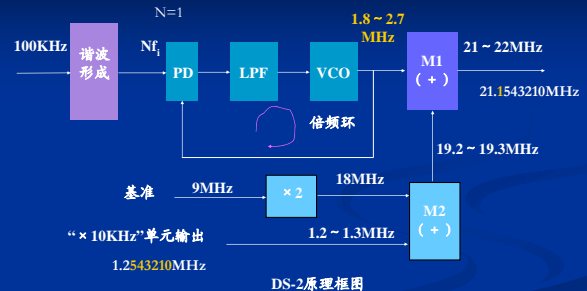 N=1
1.8～2.7
MHz
100KHz
谐波
形成
Nfi
PD
LPF
VCO
M1
(+)
21～22MHz
21.1543210MHz
倍频环
19.2～19.3MHz
基准
9MHz
×2
18MHz
M2
(+)
“×10KHz”单元输出
1.2～1.3MHz
1.2543210MHz
DS-2原理框图